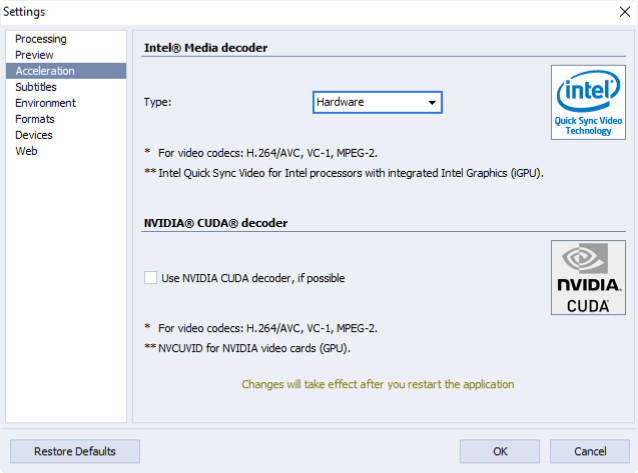 Settings
Processing
Preview
Acceleration
Subtitles
Environment
Formats
Devices
Web
Intel® Media decoder
Type:
Hardware
intel
Quick Sync Video
Technology
* For video codecs: H.264/AVC, VC-1, MPEG-2.
** Intel Quick Sync Video for Intel processors with integrated Intel Graphics (iGPU).
NVIDIA® CUDA® decoder
Use NVIDIA CUDA decoder, if possible
NVIDIA.
CUDA
* For video codecs: H.264/AVC, VC-1, MPEG-2.
** NVCUVID for NVIDIA video cards (GPU).
Changes will take effect after you restart the application
Restore Defaults
OK
Cancel